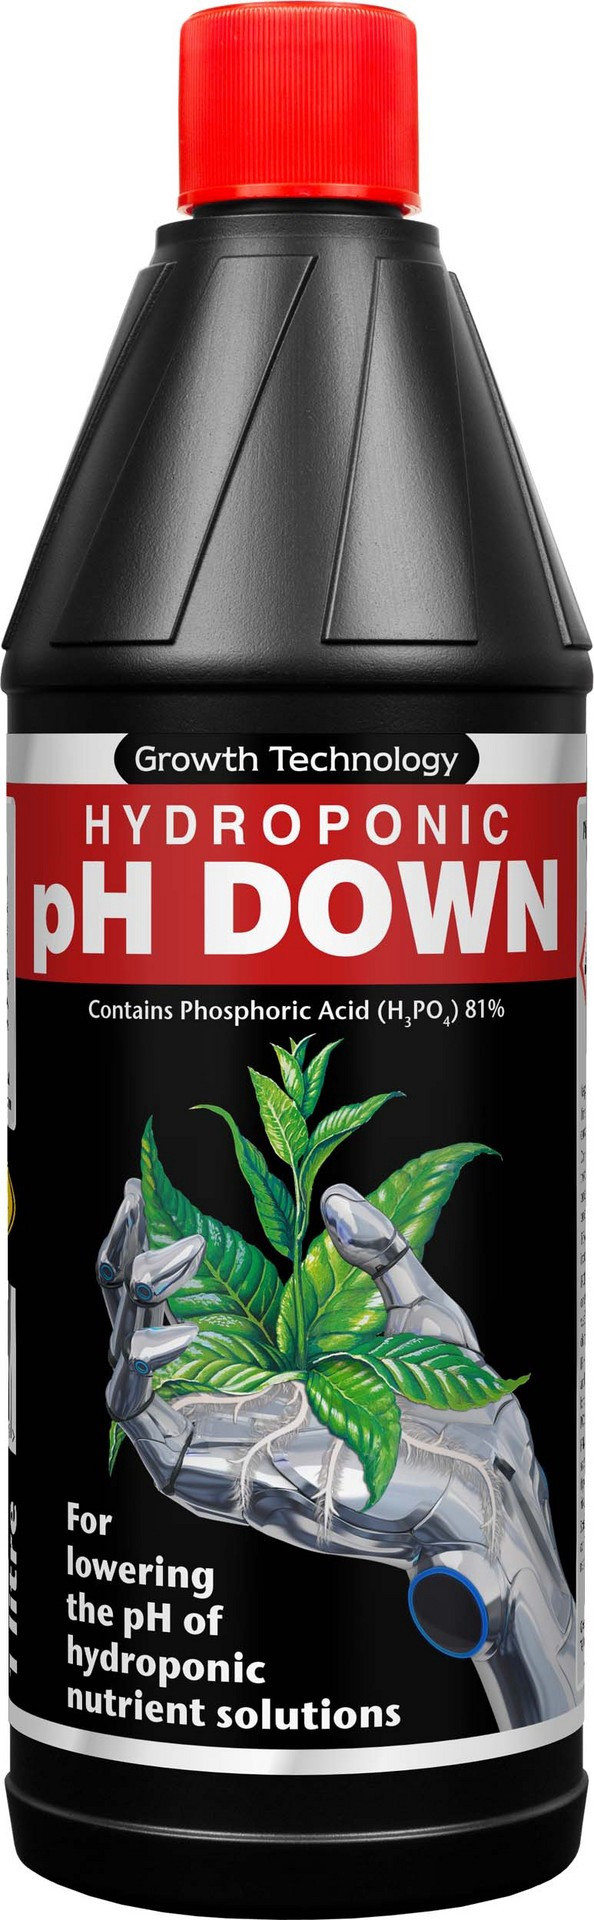 Growth Technology
HYDROPONIC
pH DOWN
Contains Phosphoric Acid (H₃PO₄) 81%
For
lowering
the pH of
hydroponic
nutrient solutions
1 litre